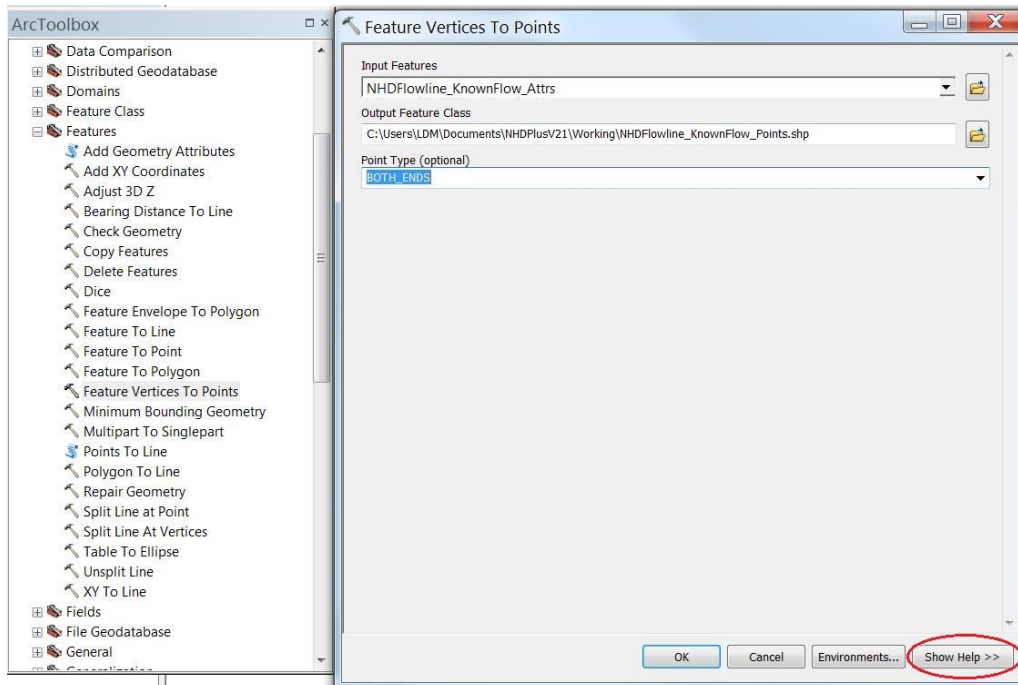 ArcToolbox
Data Comparison
Distributed Geodatabase
Domains
Feature Class
Features
Add Geometry Attributes
Add XY Coordinates
Adjust 3D Z
Bearing Distance To Line
Check Geometry
Copy Features
Delete Features
Dice
Feature Envelope To Polygon
Feature To Line
Feature To Point
Feature To Polygon
Feature Vertices To Points
Minimum Bounding Geometry
Multipart To Singlepart
Points To Line
Polygon To Line
Repair Geometry
Split Line at Point
Split Line At Vertices
Table To Ellipse
Unsplit Line
XY To Line
Fields
File Geodatabase
General
Feature Vertices To Points
Input Features
NHDFlowline_KnownFlow_Attrs
Output Feature Class
C:\Users\LDM\Documents\NHDPlusV21\Working\NHDFlowline_KnownFlow_Points.shp
Point Type (optional)
BOTH_ENDS
OK
Cancel
Environments...
Show Help >>